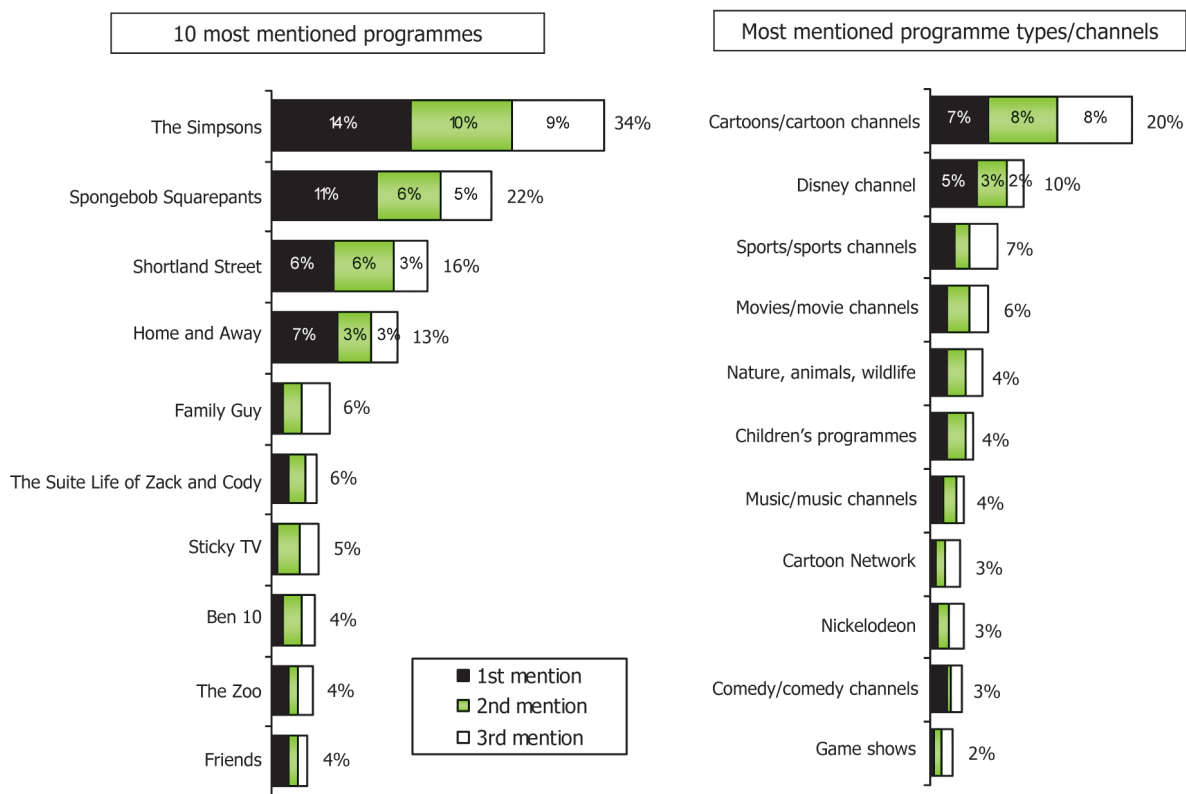 10 most mentioned programmes
The Simpsons 14% 10% 9% 34%
Spongebob Squarepants 11% 6% 5% 22%
Shortland Street 6% 6% 3% 16%
Home and Away 7% 3% 3% 13%
Family Guy 6%
The Suite Life of Zack and Cody 6%
Sticky TV 5%
Ben 10 4%
The Zoo 4%
Friends 4%
1st mention
2nd mention
3rd mention
Most mentioned programme types/channels
Cartoons/cartoon channels 7% 8% 8% 20%
Disney channel 5% 3% 2% 10%
Sports/sports channels 7%
Movies/movie channels 6%
Nature, animals, wildlife 4%
Children's programmes 4%
Music/music channels 4%
Cartoon Network 3%
Nickelodeon 3%
Comedy/comedy channels 3%
Game shows 2%